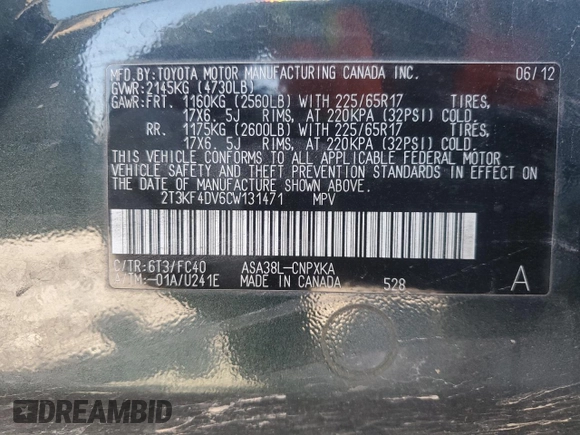 MFD.BY:TOYOTA MOTOR MANUFACTURING CANADA INC. 06/12
GVWR:2145KG (4730LB)
GAWR:FRT. 1160KG (2560LB) WITH 225/65R17 TIRES,
17X6. 5J RIMS, AT 220KPA (32PSI) COLD.
RR. 1175KG (2600LB) WITH 225/65R17 TIRES,
17X6. 5J RIMS, AT 220KPA (32PSI) COLD.
THIS VEHICLE CONFORMS TO ALL APPLICABLE FEDERAL MOTOR
VEHICLE SAFETY AND THEFT PREVENTION STANDARDS IN EFFECT ON
THE DATE OF MANUFACTURE SHOWN ABOVE.
2T3KF4DV6CW131471 MPV
C/TR:6T3/FC40 ASA38L-CNPXKA
A/TM:-01A/U241E MADE IN CANADA 528 A
DREAMBID